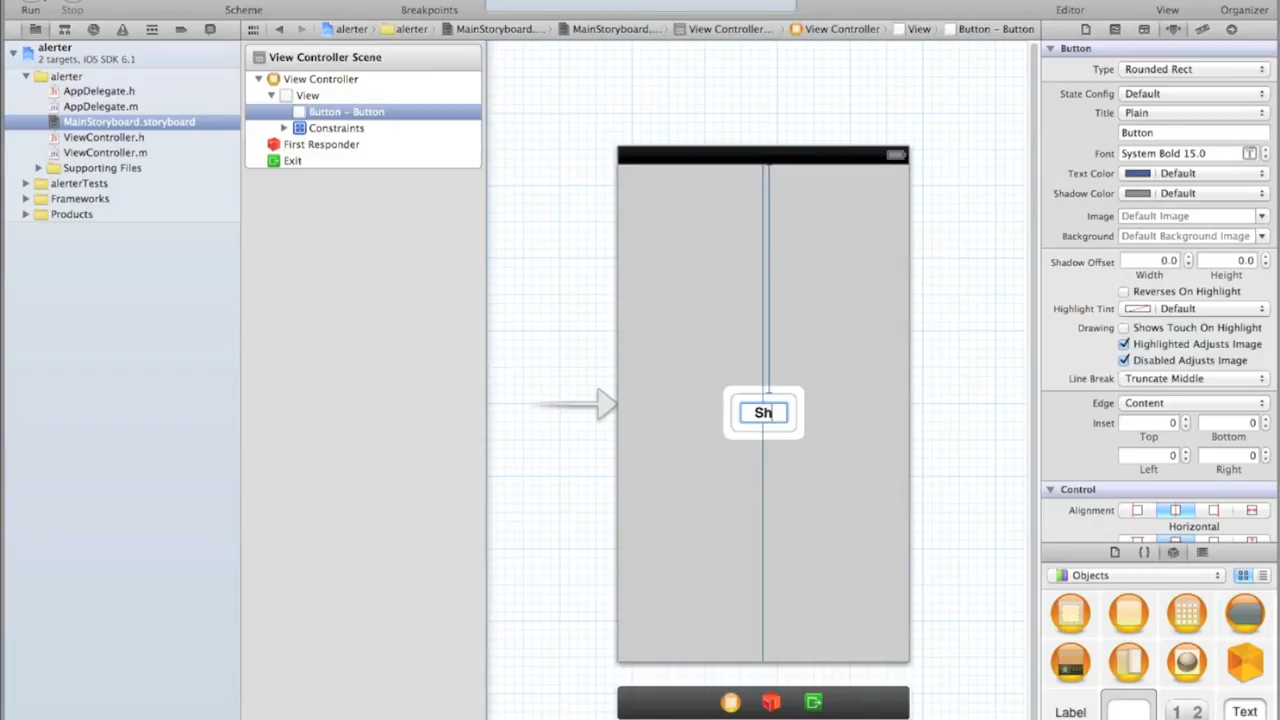 Run Stop Scheme Breakpoints Editor View Organizer
alerter alerter MainStoryboard.... MainStoryboard.... View Controller... View Controller View Button - Button
alerter
2 targets, iOS SDK 6.1
alerter
AppDelegate.h
AppDelegate.m
MainStoryboard.storyboard
ViewController.h
ViewController.m
Supporting Files
alerterTests
Frameworks
Products
View Controller Scene
View Controller
View
Button - Button
Constraints
First Responder
Exit
Sh
Button
Type Rounded Rect
State Config Default
Title Plain
Button
Font System Bold 15.0 T
Text Color Default
Shadow Color Default
Image Default Image
Background Default Background Image
Shadow Offset 0.0 0.0
Width Height
Reverses On Highlight
Highlight Tint Default
Drawing Shows Touch On Highlight
Highlighted Adjusts Image
Disabled Adjusts Image
Line Break Truncate Middle
Edge Content
Inset 0 0
Top Bottom
0 0
Left Right
Control
Alignment
Horizontal
{ }
Objects
Label 1 2 Text